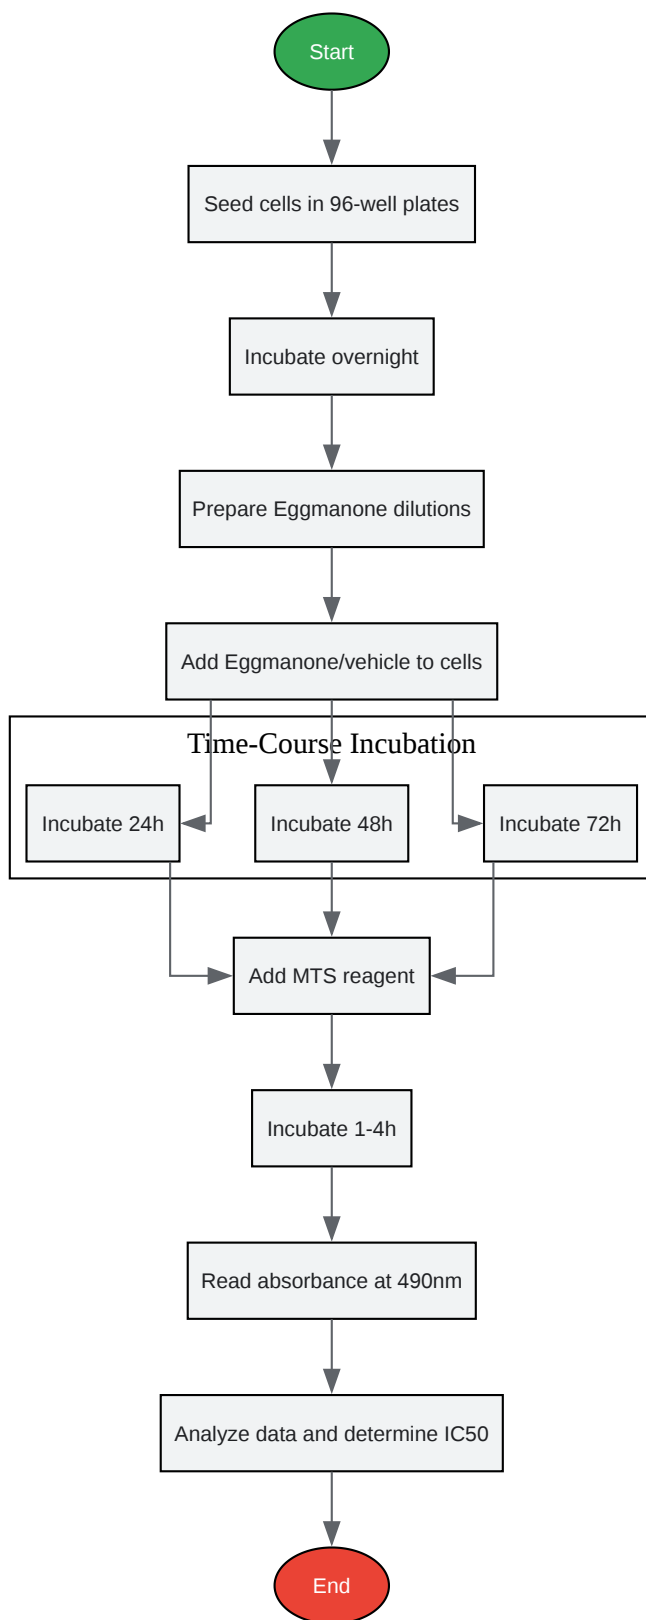 Start
Seed cells in 96-well plates
Incubate overnight
Prepare Eggmanone dilutions
Add Eggmanone/vehicle to cells
Time-Course Incubation
Incubate 24h
Incubate 48h
Incubate 72h
Add MTS reagent
Incubate 1-4h
Read absorbance at 490nm
Analyze data and determine IC50
End